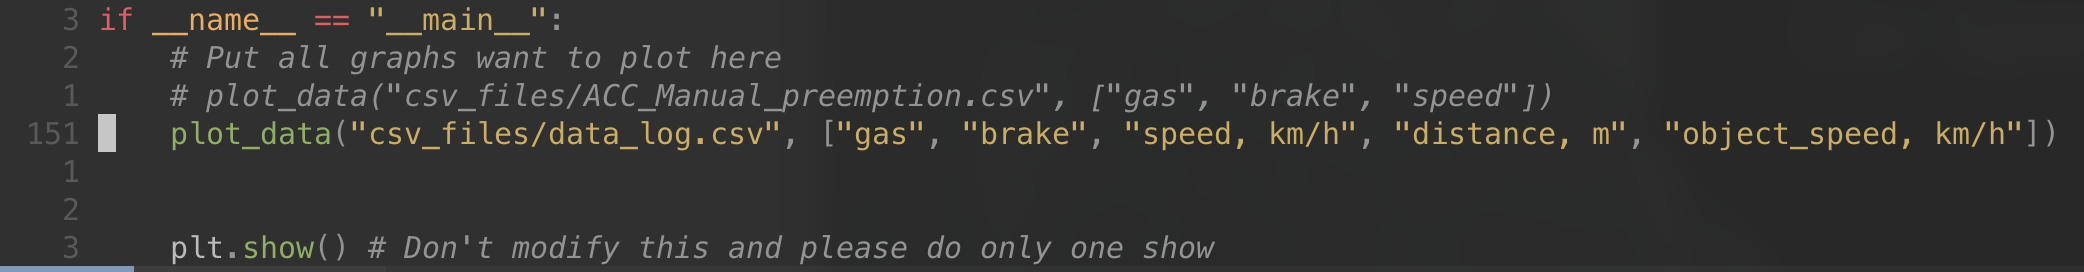 3 if __name__ == "__main__":
2     # Put all graphs want to plot here
1     # plot_data("csv_files/ACC_Manual_preemption.csv", ["gas", "brake", "speed"])
151     plot_data("csv_files/data_log.csv", ["gas", "brake", "speed, km/h", "distance, m", "object_speed, km/h"])
1
2
3     plt.show() # Don't modify this and please do only one show